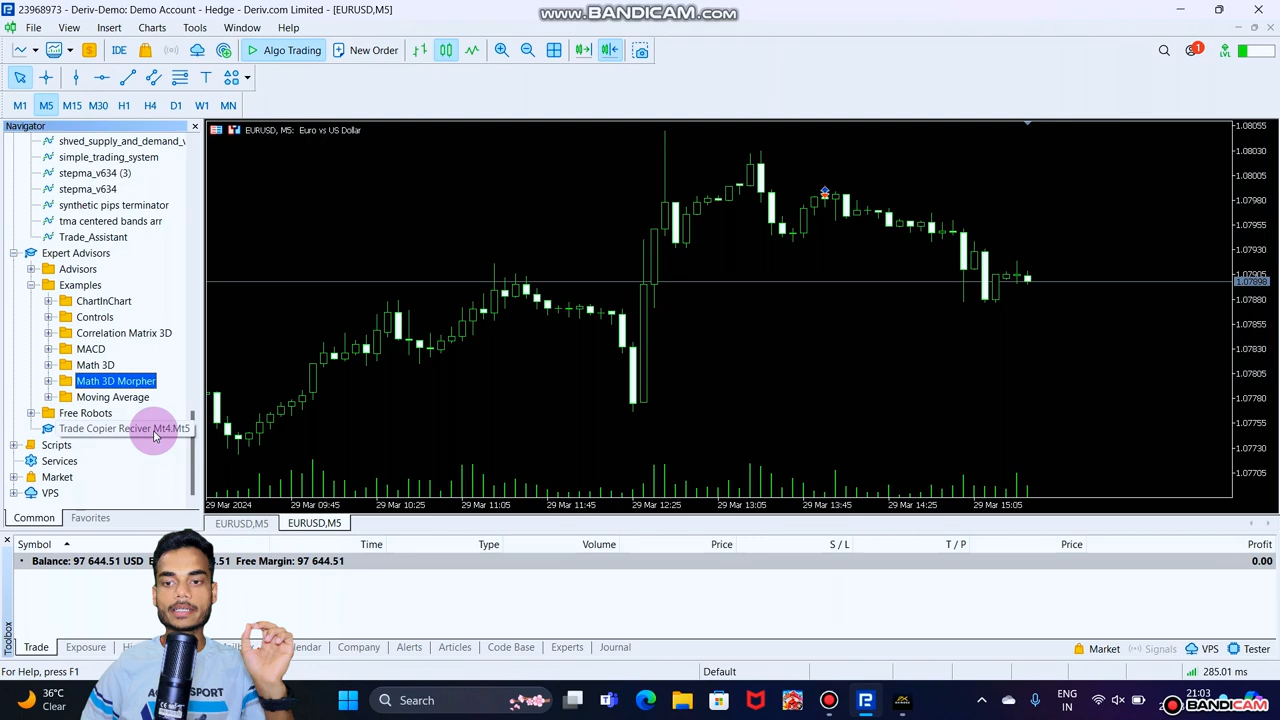 23968973 - Deriv-Demo: Demo Account - Hedge - Deriv.com Limited - [EURUSD,M5]
www.BANDICAM.com
File View Insert Charts Tools Window Help
IDE Algo Trading New Order 1 LVL
T
M1 M5 M15 M30 H1 H4 D1 W1 MN
Navigator
shved_supply_and_demand_v
simple_trading_system
stepma_v634 (3)
stepma_v634
synthetic pips terminator
tma centered bands arr
Trade_Assistant
Expert Advisors
Advisors
Examples
ChartInChart
Controls
Correlation Matrix 3D
MACD
Math 3D
Math 3D Morpher
Moving Average
Free Robots
Trade Copier Reciver Mt4.Mt5
Scripts
Services
Market
VPS
Common Favorites
EURUSD, M5: Euro vs US Dollar
1.08055
1.08030
1.08005
1.07980
1.07955
1.07930
1.07905
1.07898
1.07880
1.07855
1.07830
1.07805
1.07780
1.07755
1.07730
1.07705
29 Mar 2024 29 Mar 09:45 29 Mar 10:25 29 Mar 11:05 29 Mar 11:45 29 Mar 12:25 29 Mar 13:05 29 Mar 13:45 29 Mar 14:25 29 Mar 15:05
EURUSD,M5 EURUSD,M5
Symbol Time Type Volume Price S / L T / P Price Profit
Balance: 97 644.51 USD .51 Free Margin: 97 644.51 0.00
Toolbox
Trade Exposure Company Alerts Articles Code Base Experts Journal Market Signals VPS Tester
For Help, press F1 Default 285.01 ms
36°C
Clear
Search
ENG
IN
21:03
BANDICAM